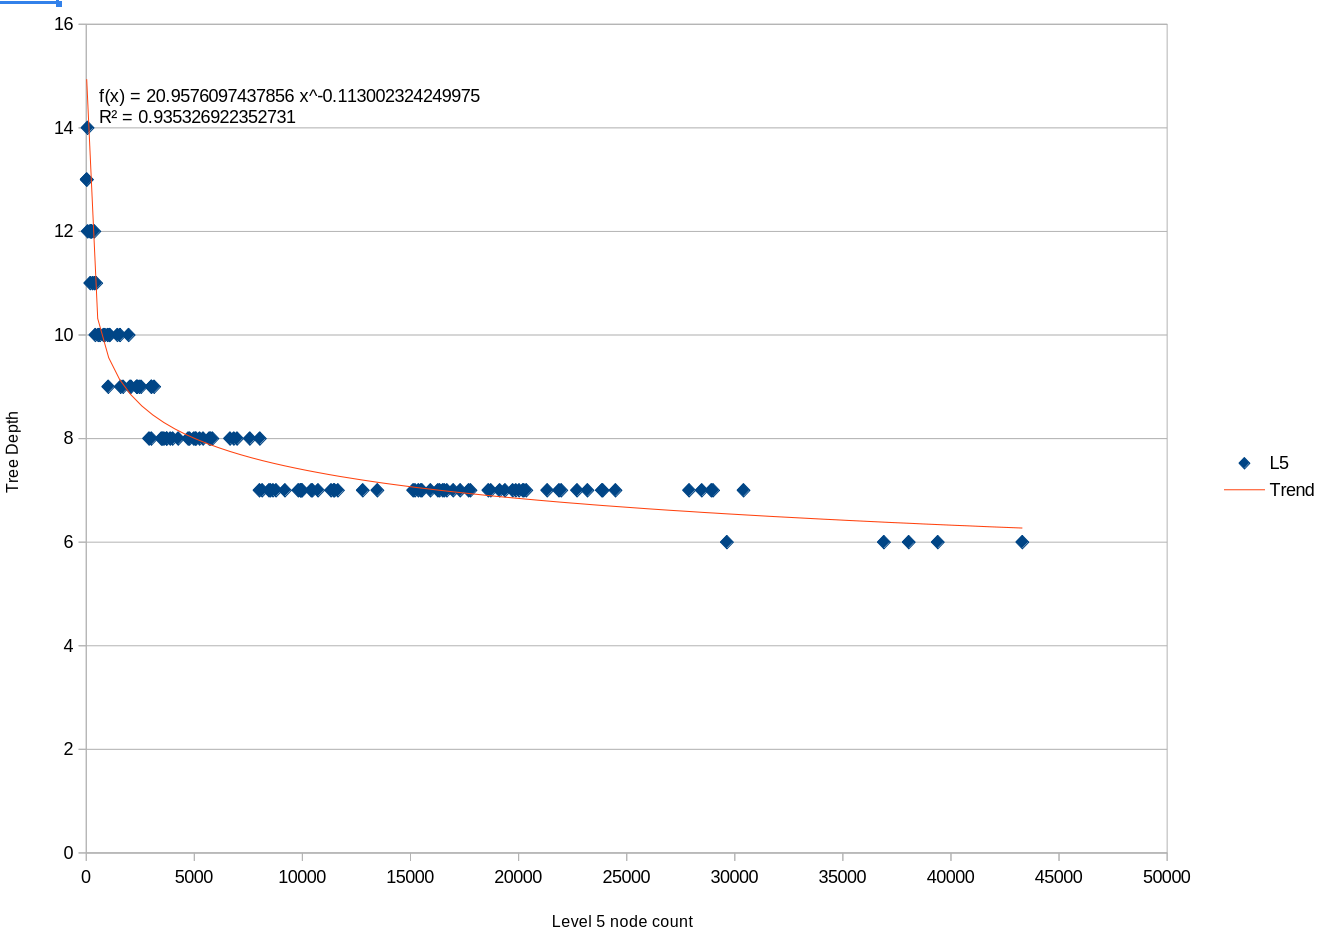 16
f(x) = 20.9576097437856 x^-0.113002324249975
R² = 0.935326922352731
14
12
10
8
6
4
2
0
Tree Depth
L5
Trend
0 5000 10000 15000 20000 25000 30000 35000 40000 45000 50000
Level 5 node count